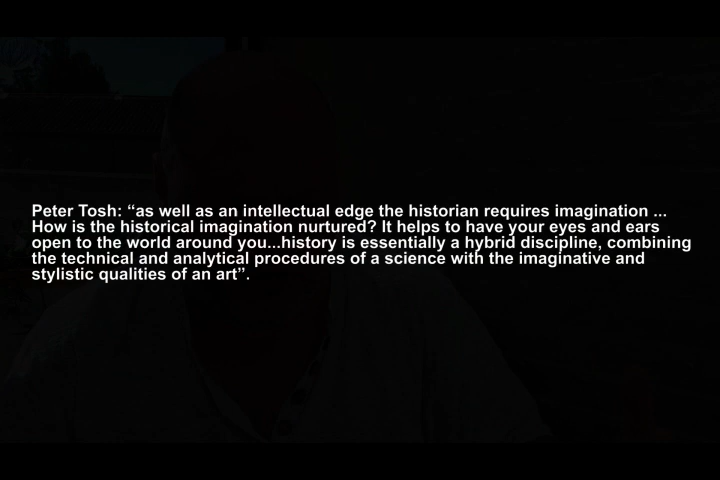 Peter Tosh: “as well as an intellectual edge the historian requires imagination ...
How is the historical imagination nurtured? It helps to have your eyes and ears
open to the world around you...history is essentially a hybrid discipline, combining
the technical and analytical procedures of a science with the imaginative and
stylistic qualities of an art”.